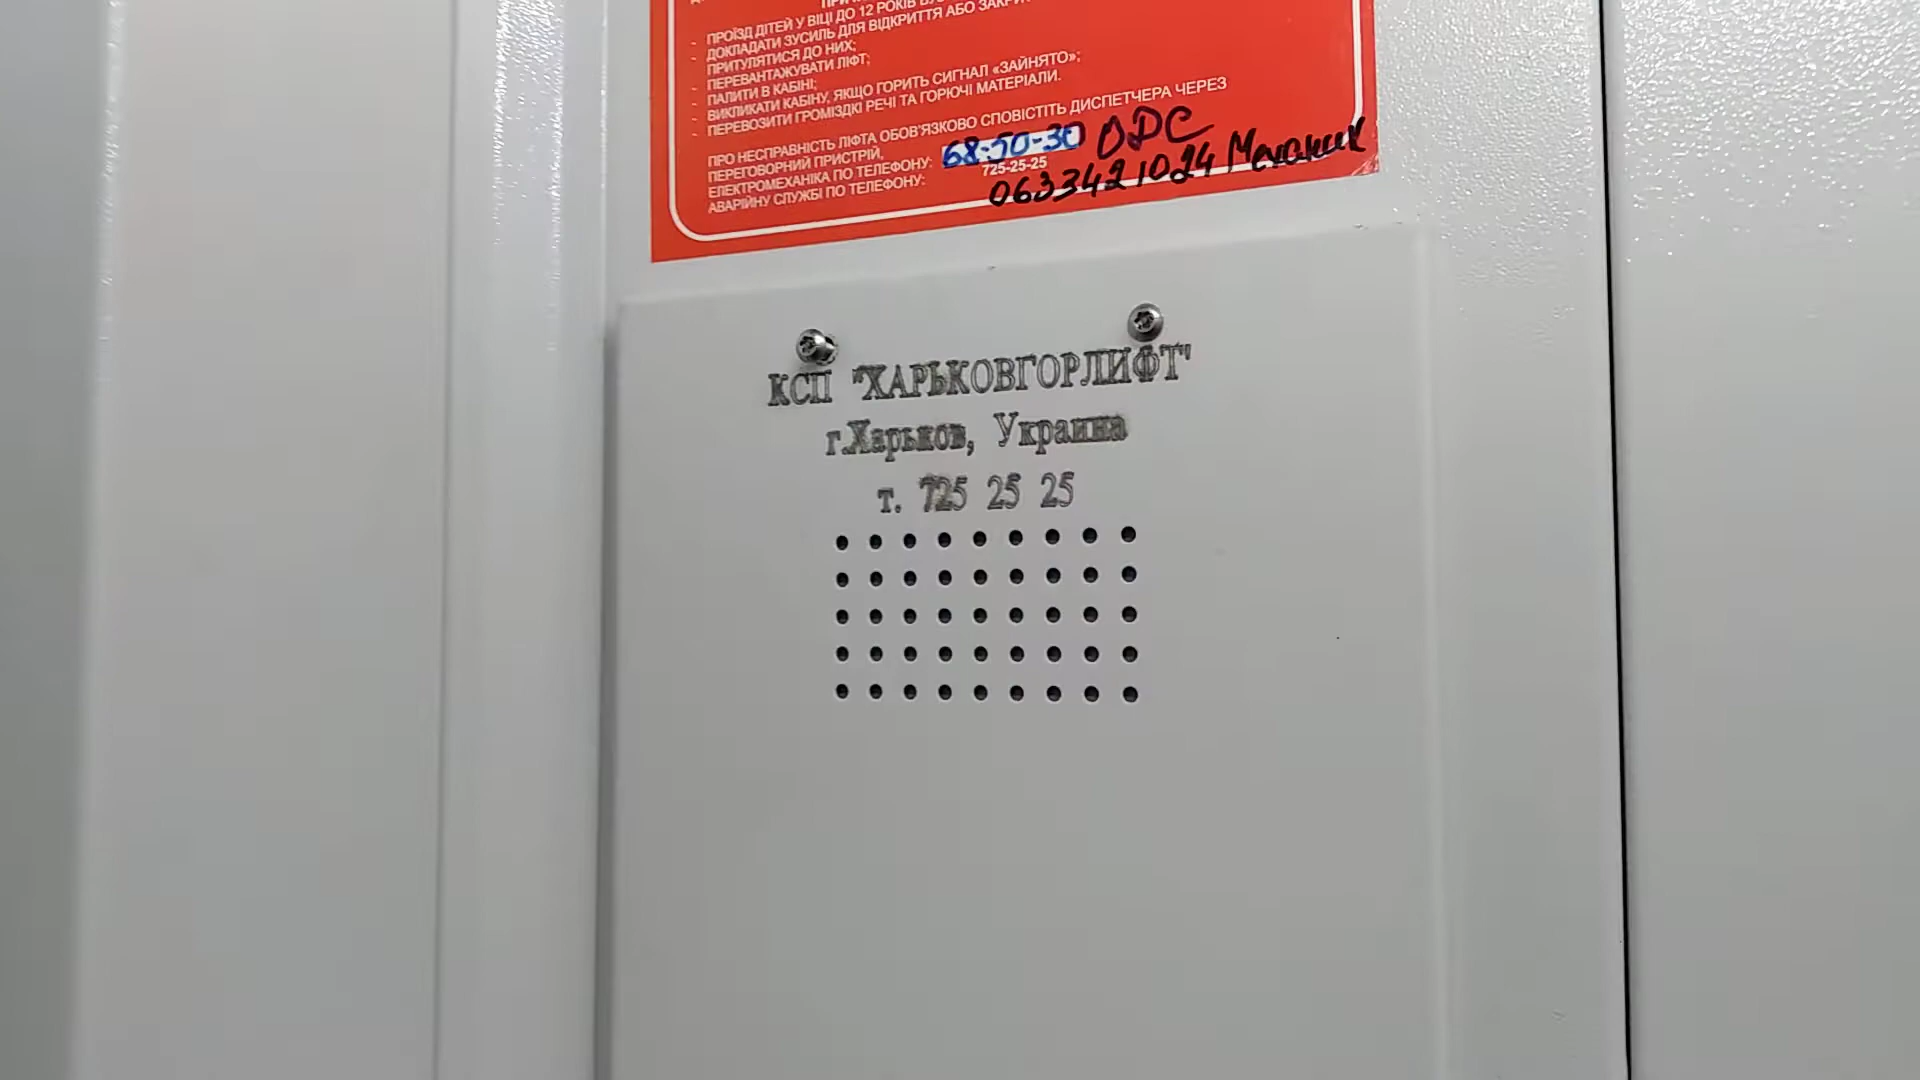 ПРОЇЗД ДІТЕЙ У ВІЦІ ДО 12 РОКІВ
ДОКЛАДАТИ ЗУСИЛЬ ДЛЯ ВІДКРИТТЯ АБО
ПРИТУЛЯТИСЯ ДО НИХ;
- ПЕРЕВАНТАЖУВАТИ ЛІФТ;
- ПАЛИТИ В КАБІНІ;
- ВИКЛИКАТИ КАБІНУ, ЯКЩО ГОРИТЬ СИГНАЛ «ЗАЙНЯТО»;
- ПЕРЕВОЗИТИ ГРОМІЗДКІ РЕЧІ ТА ГОРЮЧІ МАТЕРІАЛИ.
ПРО НЕСПРАВНІСТЬ ЛІФТА ОБОВ'ЯЗКОВО СПОВІСТІТЬ ДИСПЕТЧЕРА ЧЕРЕЗ
ПЕРЕГОВОРНИЙ ПРИСТРІЙ,
ЕЛЕКТРОМЕХАНІКА ПО ТЕЛЕФОНУ: 68-50-30 ОДС
АВАРІЙНУ СЛУЖБІ ПО ТЕЛЕФОНУ: 725-25-25
0633421024 Механик
КСП "ХАРЬКОВГОРЛИФТ"
г.Харьков, Украина
т. 725 25 25